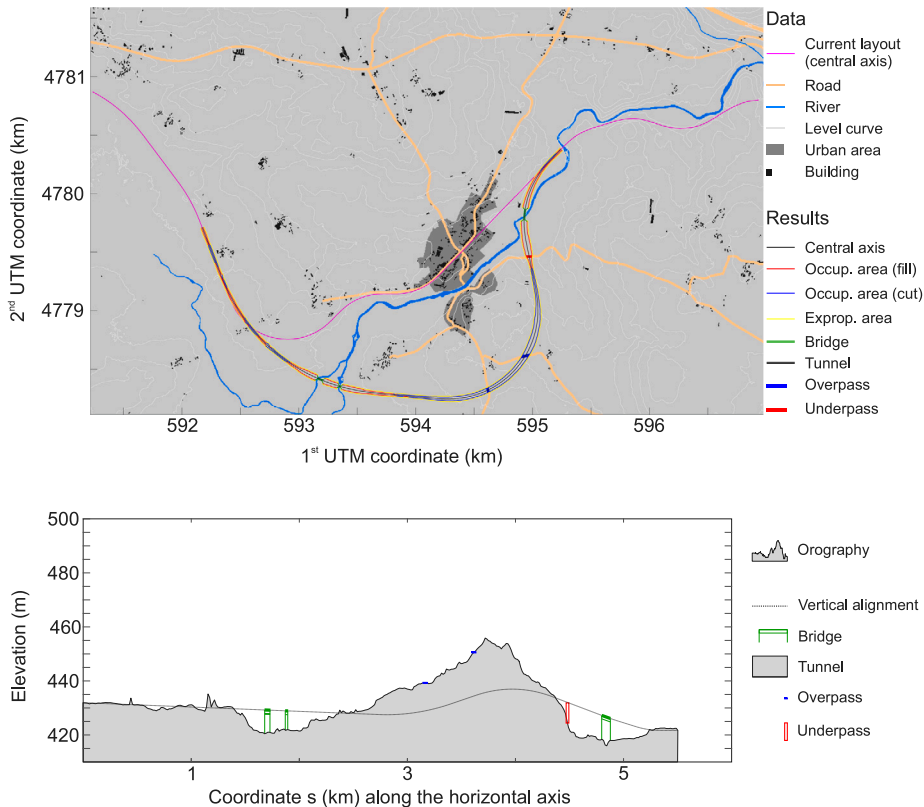 Data
Current layout
(central axis)
Road
River
Level curve
Urban area
Building
Results
Central axis
Occup. area (fill)
Occup. area (cut)
Exprop. area
Bridge
Tunnel
Overpass
Underpass
4781
4780
4779
2nd UTM coordinate (km)
592
593
594
595
596
1st UTM coordinate (km)
500
480
460
440
420
Elevation (m)
1
3
5
Coordinate s (km) along the horizontal axis
Orography
Vertical alignment
Bridge
Tunnel
Overpass
Underpass